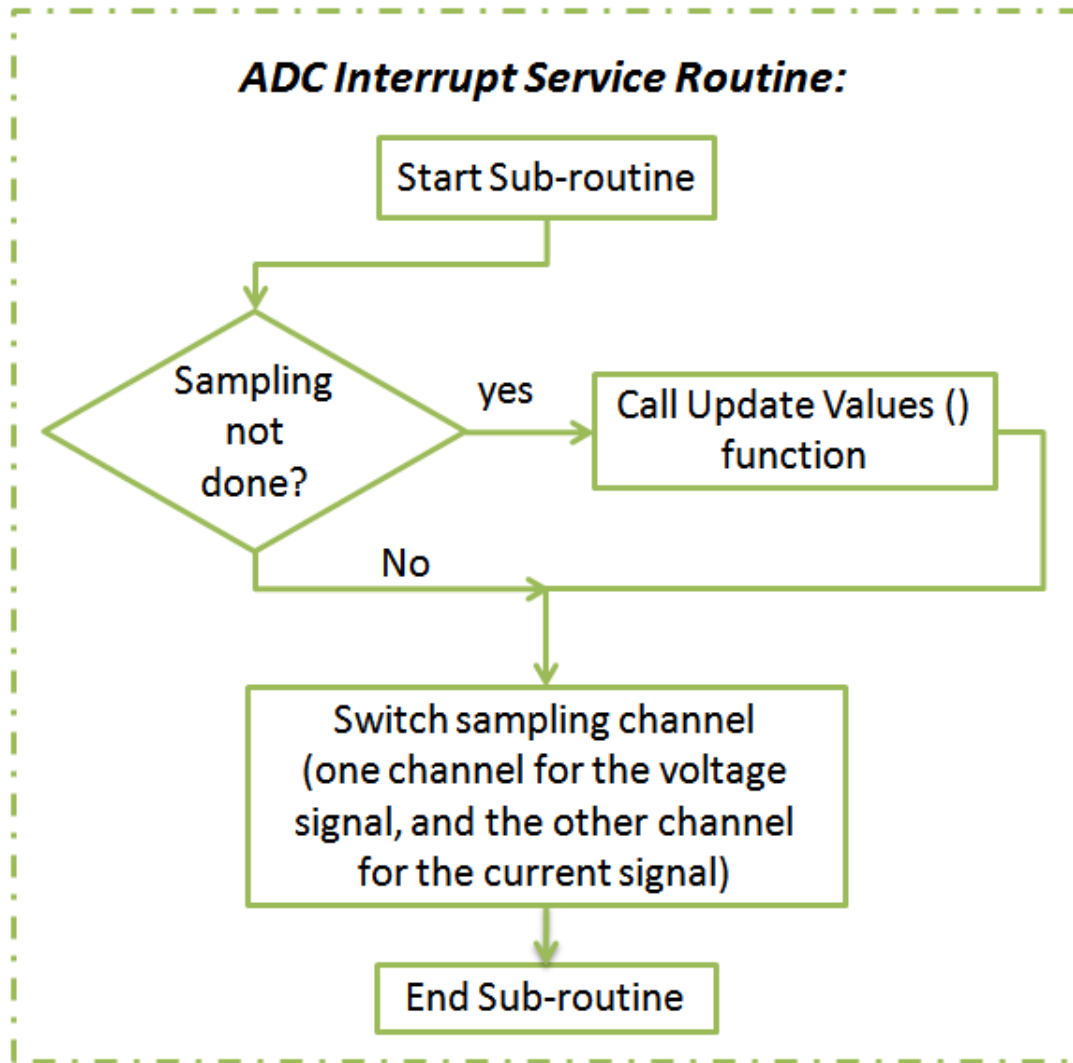 ADC Interrupt Service Routine:
Start Sub-routine
Sampling
not
done?
yes
Call Update Values ()
function
No
Switch sampling channel
(one channel for the voltage
signal, and the other channel
for the current signal)
End Sub-routine